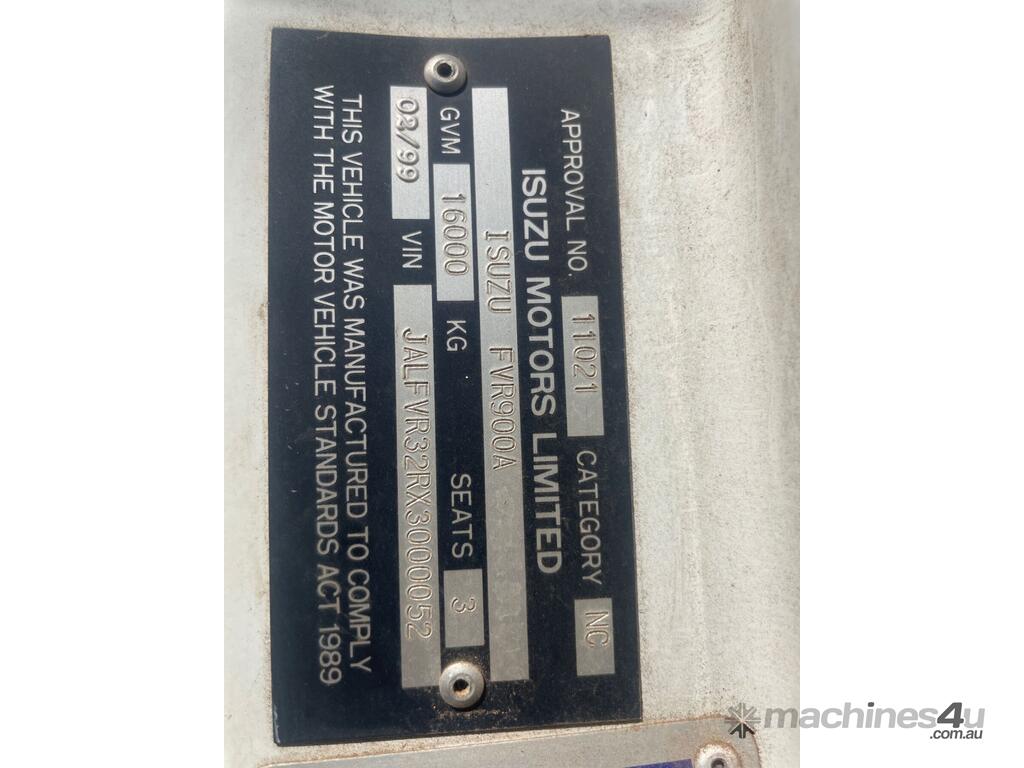 APPROVAL NO. 11021 CATEGORY NC
ISUZU MOTORS LIMITED
ISUZU FVR900A
GVM 16000 KG SEATS 3
02/99 VIN JALFVR32RX3000052
THIS VEHICLE WAS MANUFACTURED TO COMPLY
WITH THE MOTOR VEHICLE STANDARDS ACT 1989
machines4u
.com.au